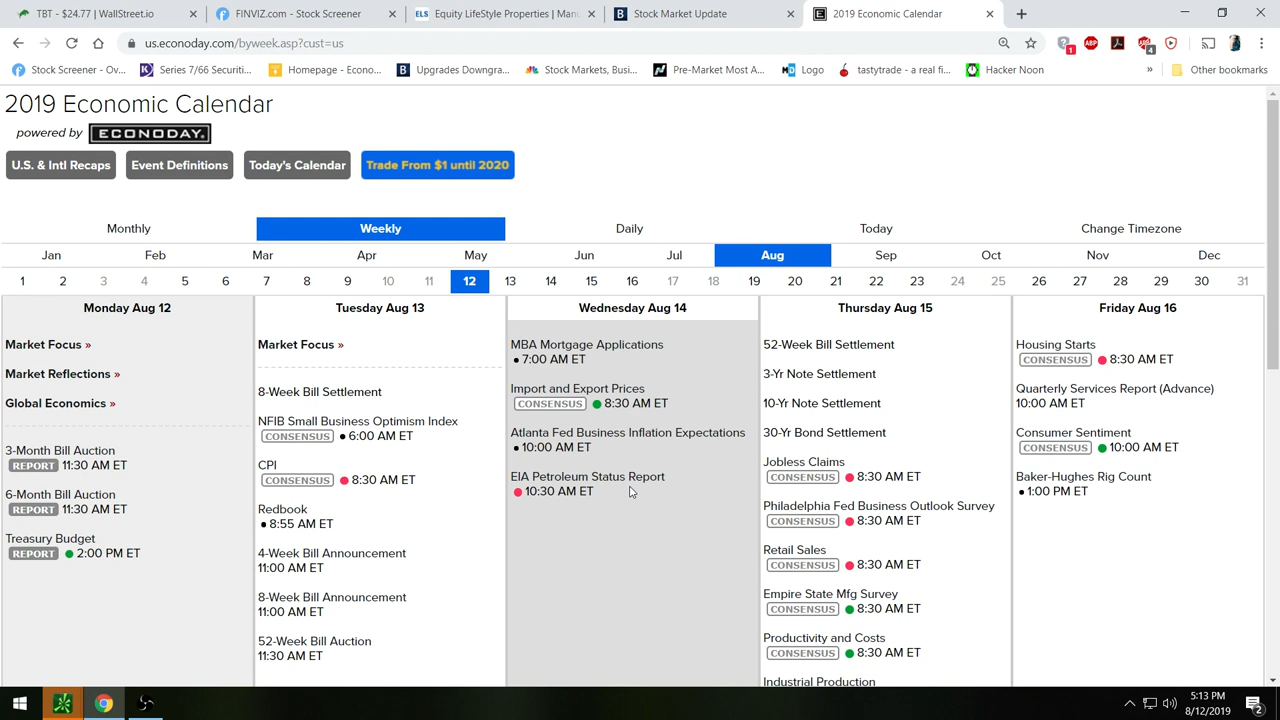 TBT - $24.77 | WallStreet.io
FINVIZ.com - Stock Screener
ELS
Equity LifeStyle Properties | Man
Stock Market Update
2019 Economic Calendar
us.econoday.com/byweek.asp?cust=us
Stock Screener - Ov...
Series 7/66 Securiti...
Homepage - Econo...
Upgrades Downgra...
Stock Markets, Busi...
Pre-Market Most A...
Logo
tastytrade - a real fi...
Hacker Noon
Other bookmarks
2019 Economic Calendar
powered by ECONODAY
U.S. & Intl Recaps
Event Definitions
Today's Calendar
Trade From $1 until 2020
Monthly Weekly Daily Today Change Timezone
Jan Feb Mar Apr May Jun Jul Aug Sep Oct Nov Dec
1 2 3 4 5 6 7 8 9 10 11 12 13 14 15 16 17 18 19 20 21 22 23 24 25 26 27 28 29 30 31
Monday Aug 12
Market Focus »
Market Reflections »
Global Economics »
3-Month Bill Auction
REPORT 11:30 AM ET
6-Month Bill Auction
REPORT 11:30 AM ET
Treasury Budget
REPORT 2:00 PM ET
Tuesday Aug 13
Market Focus »
8-Week Bill Settlement
NFIB Small Business Optimism Index
CONSENSUS 6:00 AM ET
CPI
CONSENSUS 8:30 AM ET
Redbook
8:55 AM ET
4-Week Bill Announcement
11:00 AM ET
8-Week Bill Announcement
11:00 AM ET
52-Week Bill Auction
11:30 AM ET
Wednesday Aug 14
MBA Mortgage Applications
7:00 AM ET
Import and Export Prices
CONSENSUS 8:30 AM ET
Atlanta Fed Business Inflation Expectations
10:00 AM ET
EIA Petroleum Status Report
10:30 AM ET
Thursday Aug 15
52-Week Bill Settlement
3-Yr Note Settlement
10-Yr Note Settlement
30-Yr Bond Settlement
Jobless Claims
CONSENSUS 8:30 AM ET
Philadelphia Fed Business Outlook Survey
CONSENSUS 8:30 AM ET
Retail Sales
CONSENSUS 8:30 AM ET
Empire State Mfg Survey
CONSENSUS 8:30 AM ET
Productivity and Costs
CONSENSUS 8:30 AM ET
Industrial Production
Friday Aug 16
Housing Starts
CONSENSUS 8:30 AM ET
Quarterly Services Report (Advance)
10:00 AM ET
Consumer Sentiment
CONSENSUS 10:00 AM ET
Baker-Hughes Rig Count
1:00 PM ET
5:13 PM
8/12/2019